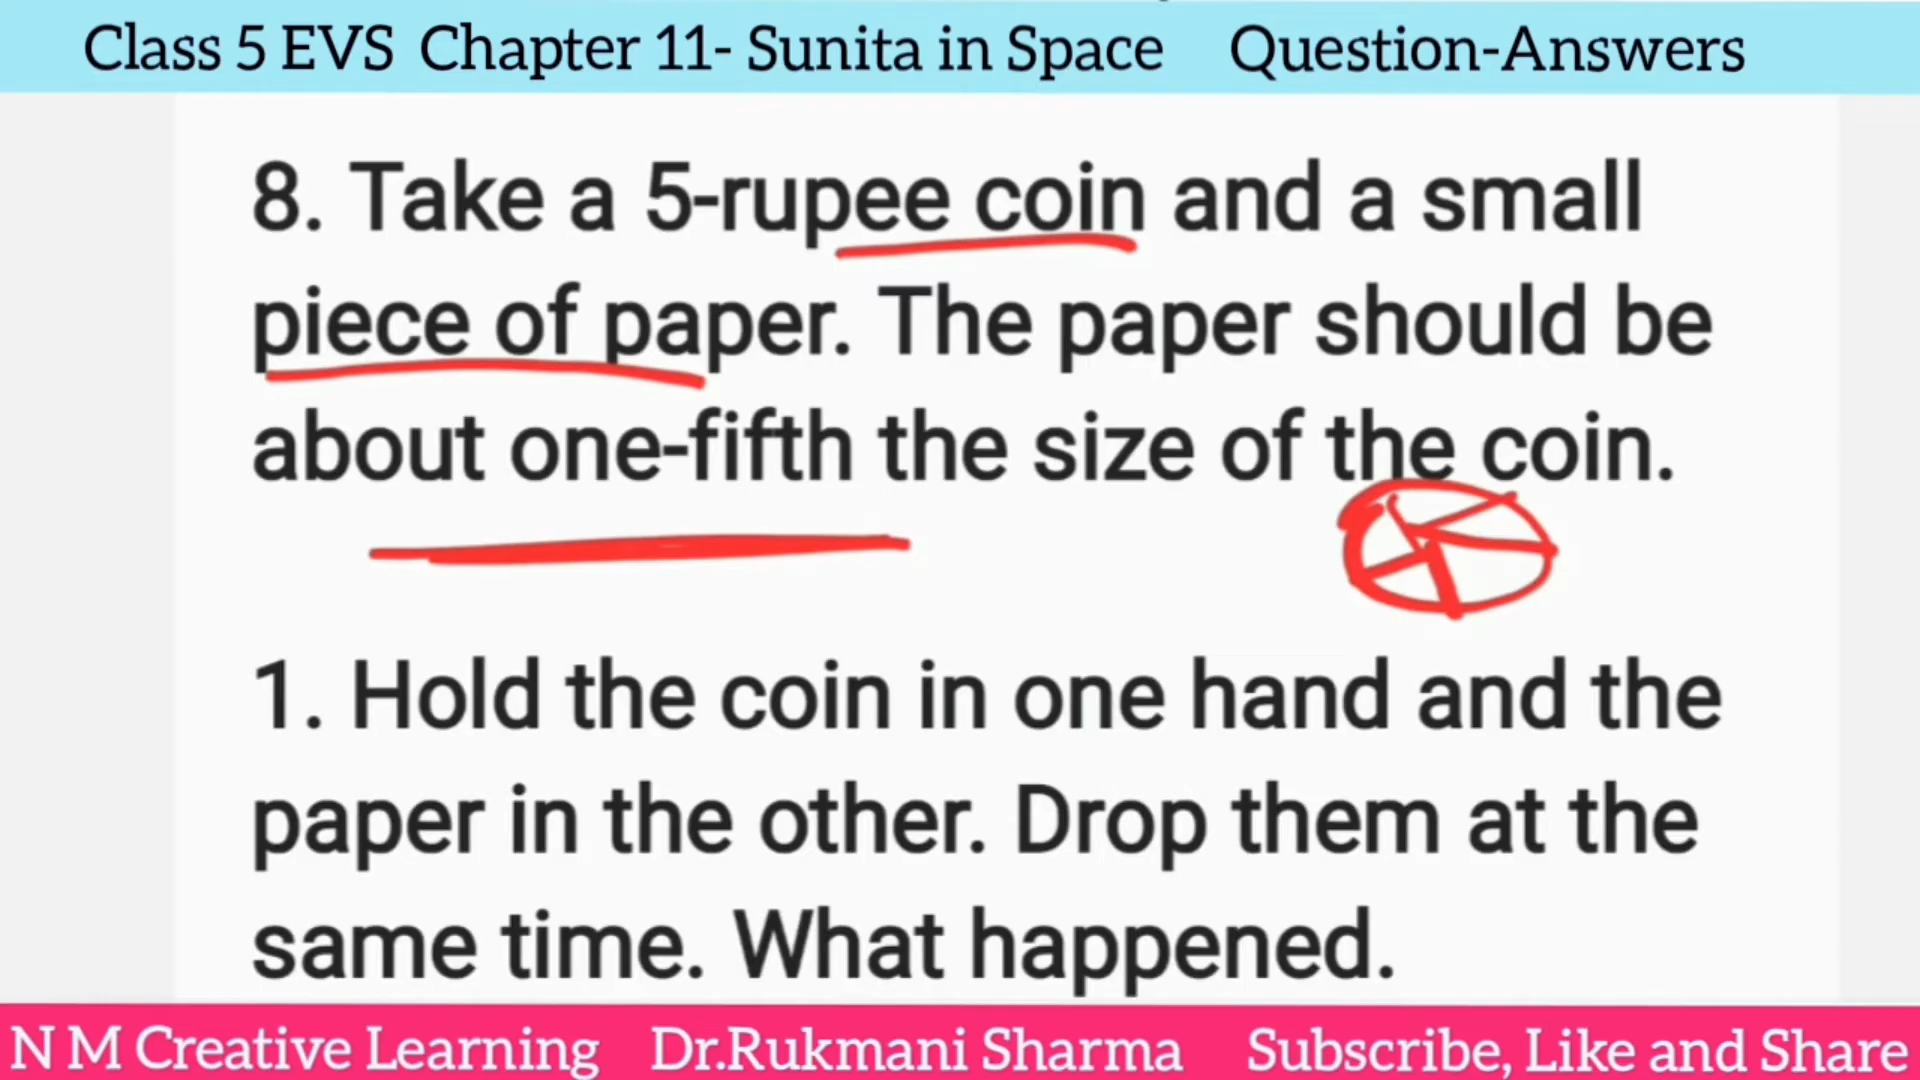 Class 5 EVS Chapter 11- Sunita in Space Question-Answers
8. Take a 5-rupee coin and a small
piece of paper. The paper should be
about one-fifth the size of the coin.
1. Hold the coin in one hand and the
paper in the other. Drop them at the
same time. What happened.
N M Creative Learning Dr.Rukmani Sharma Subscribe, Like and Share